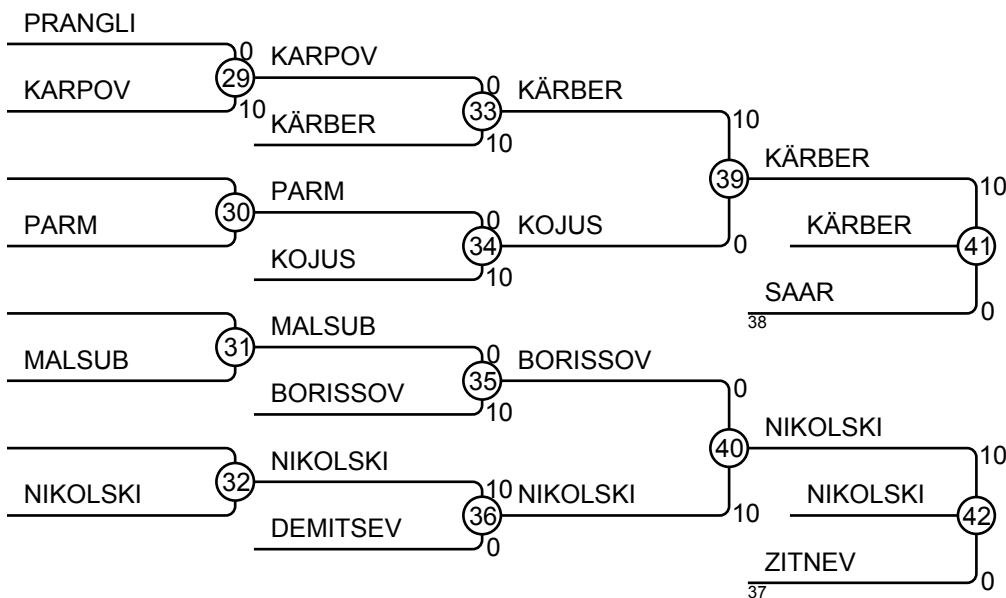 PRANGLI
0
KARPOV
29
KARPOV
0
KÄRBER
10
33
KÄRBER
10
10
KÄRBER
10
PARM
39
30
PARM
0
KOJUS
KÄRBER
41
34
KOJUS
10
0
SAAR
0
38
MALSUB
31
MALSUB
0
BORISSOV
35
BORISSOV
10
0
NIKOLSKI
10
NIKOLSKI
40
32
NIKOLSKI
10
NIKOLSKI
10
NIKOLSKI
42
36
DEMITSEV
0
ZITNEV
0
37